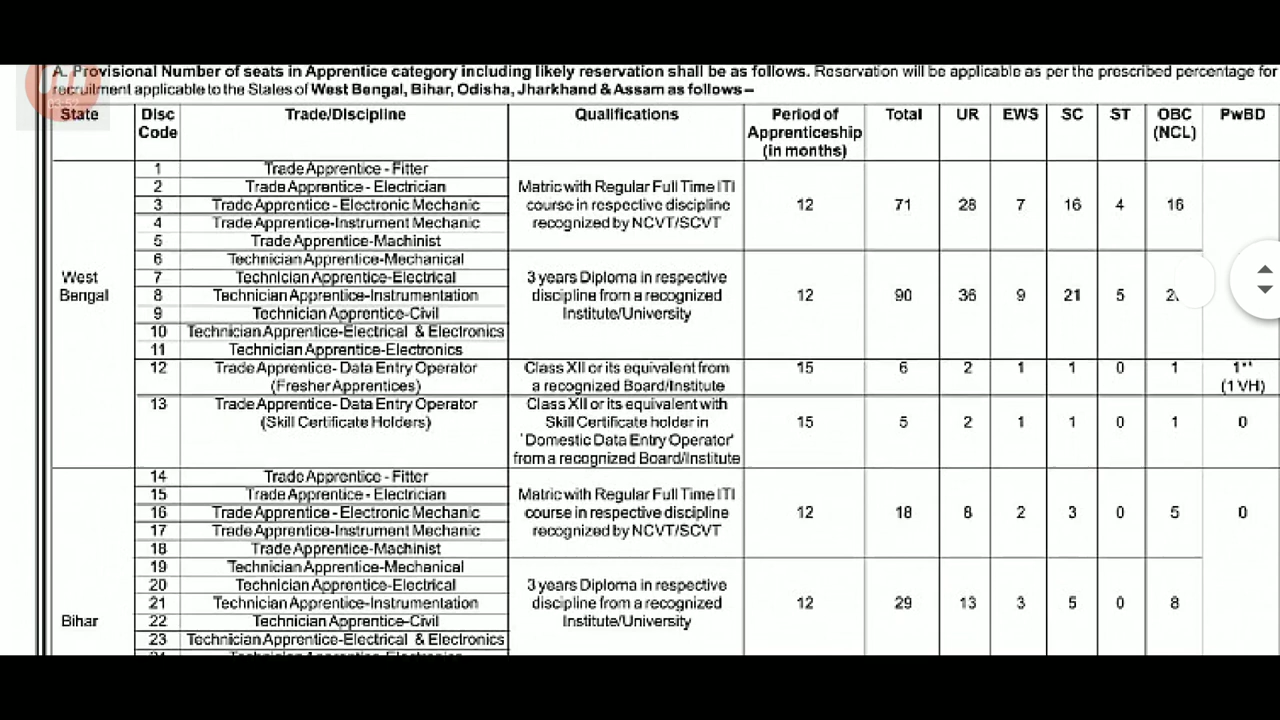 A. Provisional Number of seats in Apprentice category including likely reservation shall be as follows. Reservation will be applicable as per the prescribed percentage for
recruitment applicable to the States of West Bengal, Bihar, Odisha, Jharkhand & Assam as follows–
State Disc Code Trade/Discipline Qualifications Period of Apprenticeship (in months) Total UR EWS SC ST OBC (NCL) PwBD
West Bengal
1 Trade Apprentice - Fitter
2 Trade Apprentice - Electrician
3 Trade Apprentice - Electronic Mechanic
4 Trade Apprentice-Instrument Mechanic
5 Trade Apprentice-Machinist
Matric with Regular Full Time ITI
course in respective discipline
recognized by NCVT/SCVT
12 71 28 7 16 4 16
6 Technician Apprentice-Mechanical
7 Technician Apprentice-Electrical
8 Technician Apprentice-Instrumentation
9 Technician Apprentice-Civil
10 Technician Apprentice-Electrical & Electronics
11 Technician Apprentice-Electronics
3 years Diploma in respective
discipline from a recognized
Institute/University
12 90 36 9 21 5
12 Trade Apprentice- Data Entry Operator
(Fresher Apprentices)
Class XII or its equivalent from
a recognized Board/Institute
15 6 2 1 1 0 1 1**
(1 VH)
13 Trade Apprentice- Data Entry Operator
(Skill Certificate Holders)
Class XII or its equivalent with
Skill Certificate holder in
'Domestic Data Entry Operator'
from a recognized Board/Institute
15 5 2 1 1 0 1 0
Bihar
14 Trade Apprentice - Fitter
15 Trade Apprentice - Electrician
16 Trade Apprentice - Electronic Mechanic
17 Trade Apprentice-Instrument Mechanic
18 Trade Apprentice-Machinist
Matric with Regular Full Time ITI
course in respective discipline
recognized by NCVT/SCVT
12 18 8 2 3 0 5 0
19 Technician Apprentice-Mechanical
20 Technician Apprentice-Electrical
21 Technician Apprentice-Instrumentation
22 Technician Apprentice-Civil
23 Technician Apprentice-Electrical & Electronics
3 years Diploma in respective
discipline from a recognized
Institute/University
12 29 13 3 5 0 8